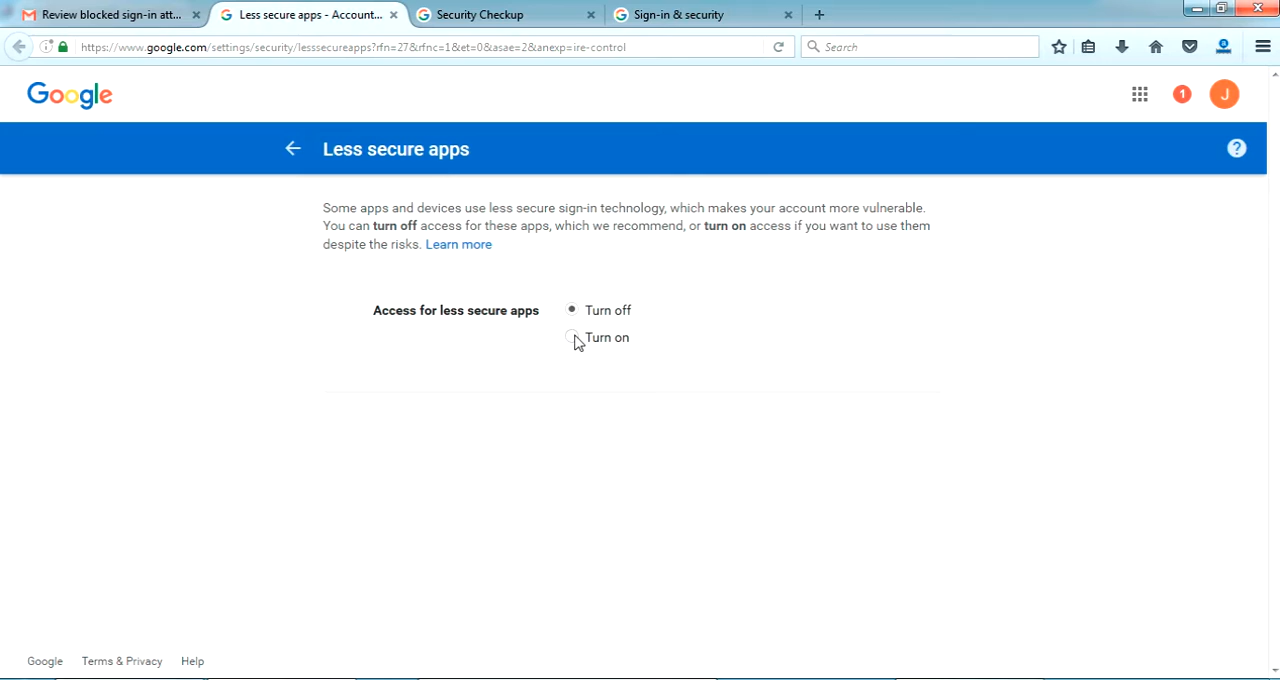 Review blocked sign-in att...
Less secure apps - Account...
Security Checkup
Sign-in & security
https://www.google.com/settings/security/lesssecureapps?rfn=27&rfnc=1&et=0&asae=2&anexp=ire-control
Search
Google
1
J
Less secure apps
Some apps and devices use less secure sign-in technology, which makes your account more vulnerable.
You can turn off access for these apps, which we recommend, or turn on access if you want to use them
despite the risks. Learn more
Access for less secure apps
Turn off
Turn on
Google Terms & Privacy Help